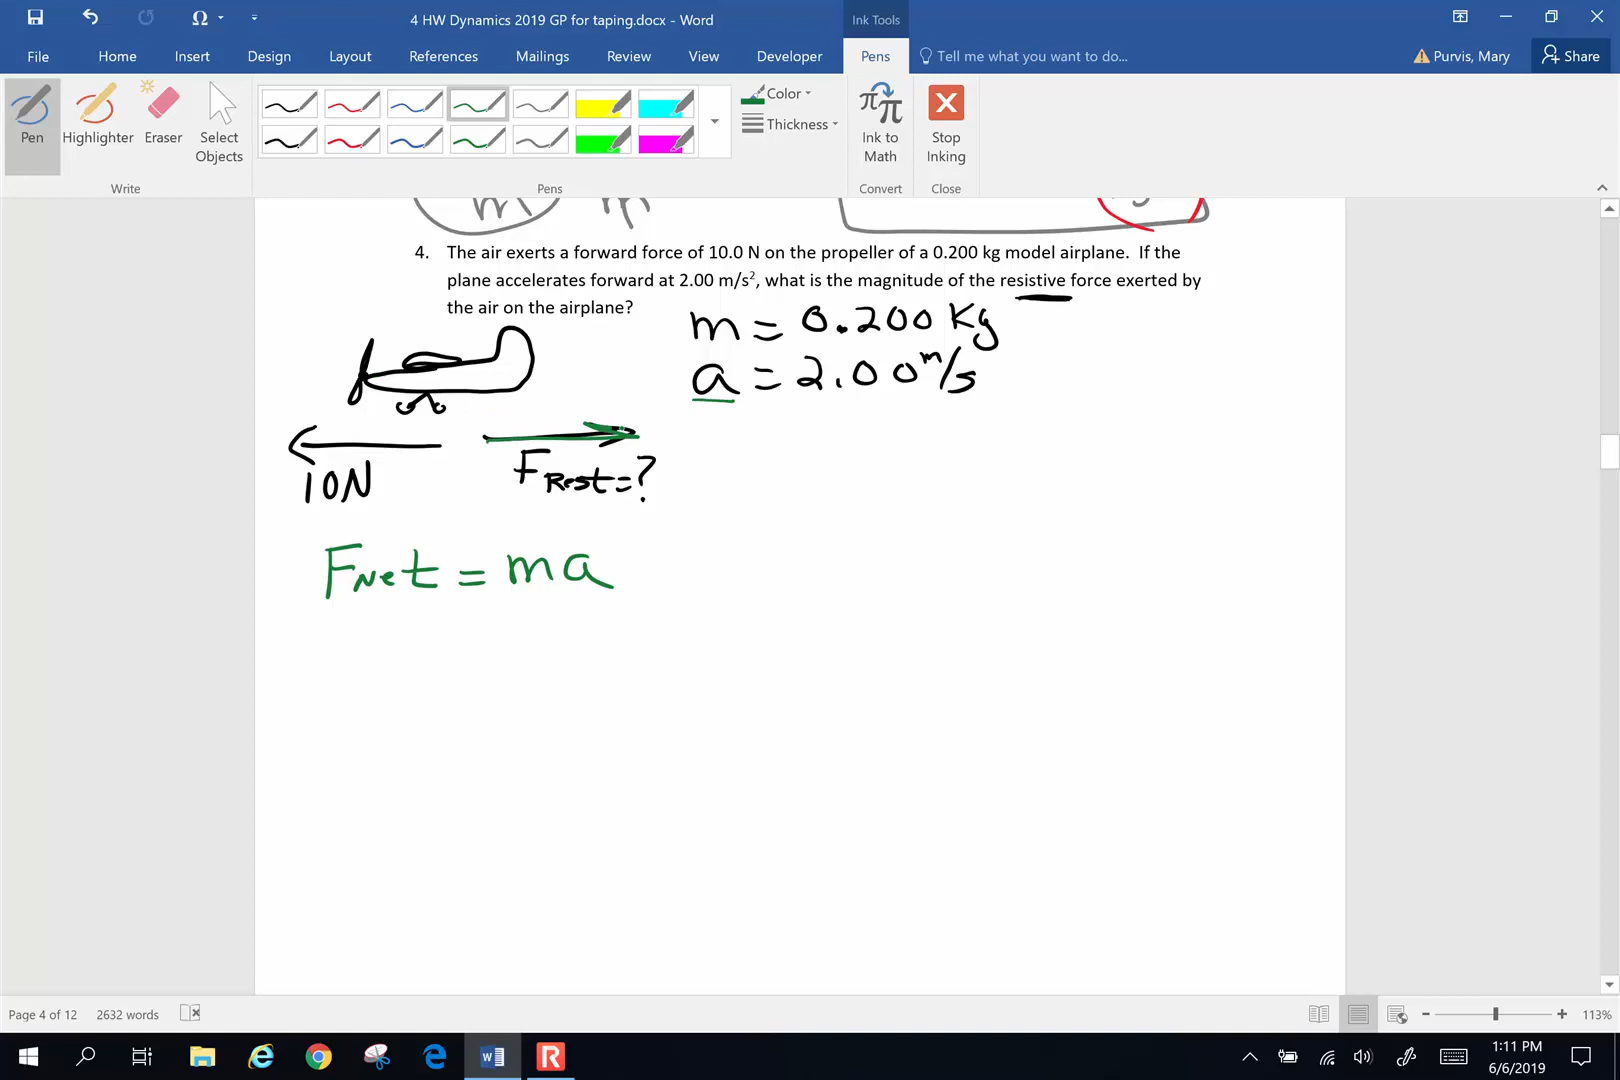 4 HW Dynamics 2019 GP for taping.docx - Word
Ink Tools
File Home Insert Design Layout References Mailings Review View Developer Pens Tell me what you want to do... Purvis, Mary Share
Pen
Highlighter
Eraser
Select Objects
Color
Thickness
Ink to Math
Stop Inking
Write
Pens
Convert
Close
4. The air exerts a forward force of 10.0 N on the propeller of a 0.200 kg model airplane. If the
plane accelerates forward at 2.00 m/s², what is the magnitude of the resistive force exerted by
the air on the airplane?
m = 0.200 Kg
a = 2.00 m/s
10N
FRest = ?
FNet = ma
Page 4 of 12 2632 words
113%
1:11 PM
6/6/2019